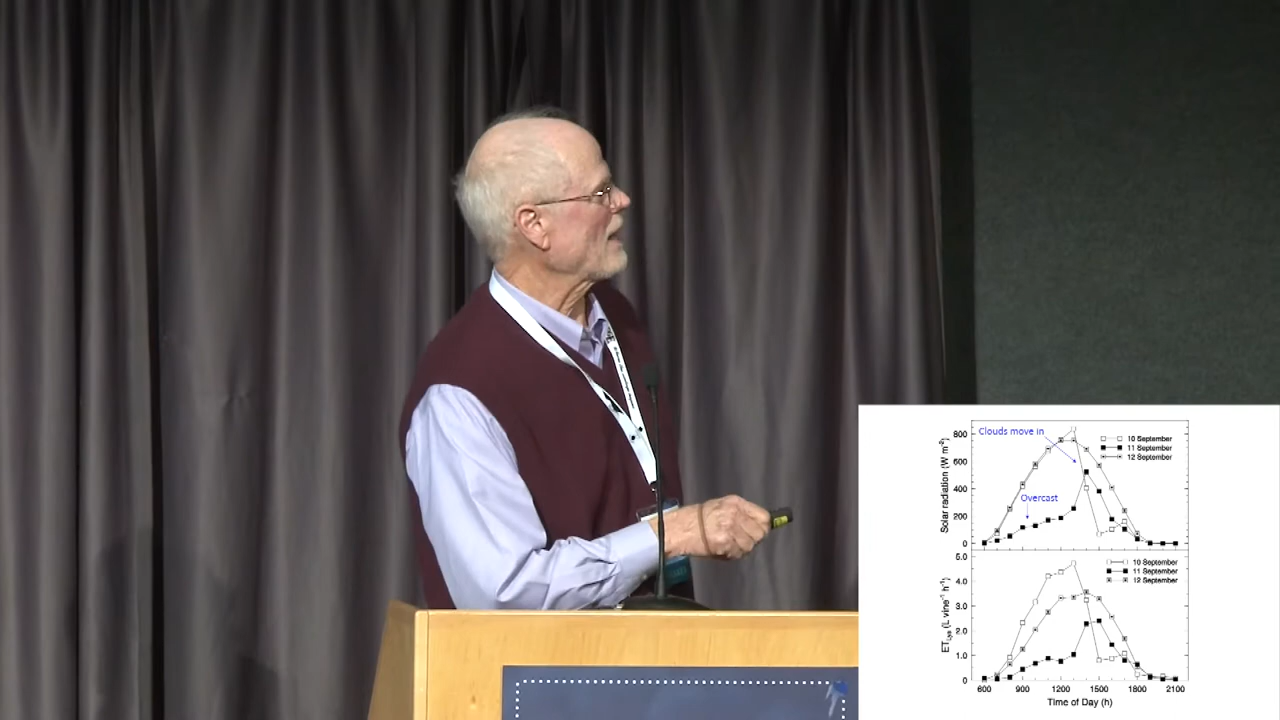 Clouds move in
Overcast
10 September
11 September
12 September
Solar radiation (W m⁻²)
800
600
400
200
0
10 September
11 September
12 September
ET_Lys (L vine⁻¹ h⁻¹)
5.0
4.0
3.0
2.0
1.0
0
600 900 1200 1500 1800 2100
Time of Day (h)